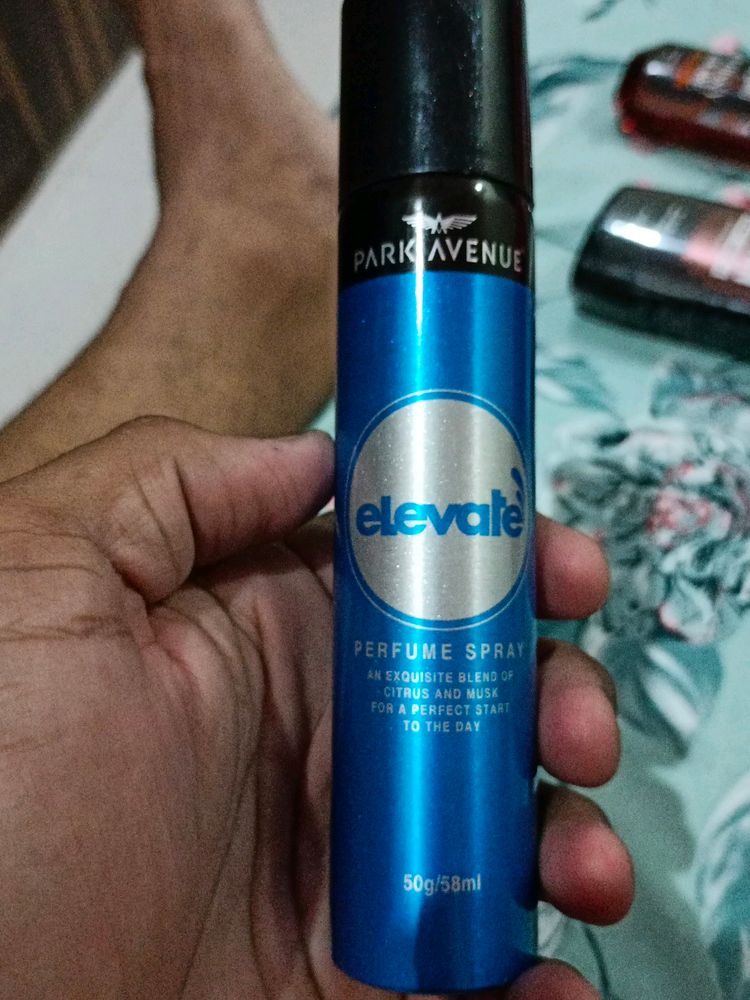 PARK AVENUE
elevate
PERFUME SPRAY
AN EXQUISITE BLEND OF
CITRUS AND MUSK
FOR A PERFECT START
TO THE DAY
50g/58ml